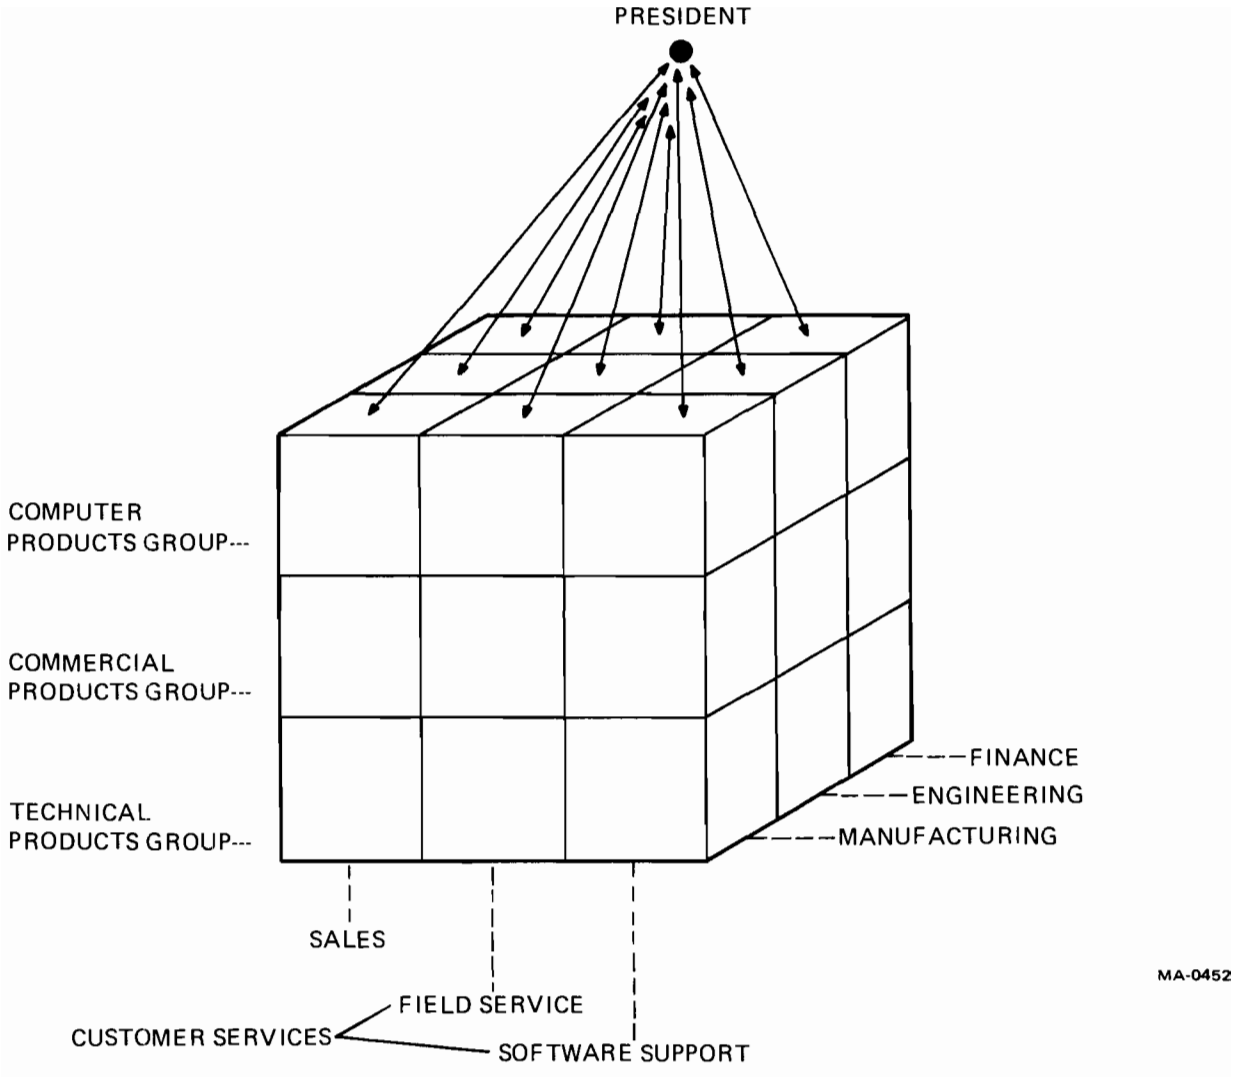 PRESIDENT
COMPUTER
PRODUCTS GROUP---
COMMERCIAL
PRODUCTS GROUP---
TECHNICAL
PRODUCTS GROUP---
FINANCE
ENGINEERING
MANUFACTURING
SALES
MA-0452
FIELD SERVICE
CUSTOMER SERVICES
SOFTWARE SUPPORT